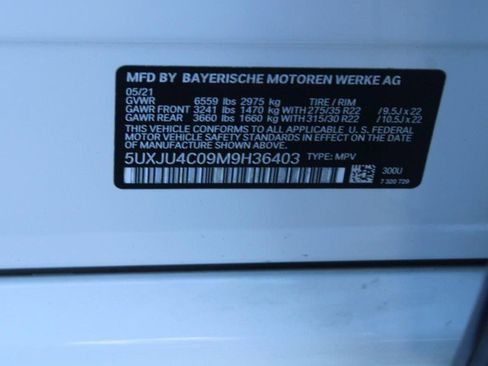 MFD BY BAYERISCHE MOTOREN WERKE AG
05/21
GVWR 6559 lbs 2975 kg TIRE / RIM
GAWR FRONT 3241 lbs 1470 kg WITH 275/35 R22 / 9.5J x 22
GAWR REAR 3660 lbs 1660 kg WITH 315/30 R22 / 10.5J x 22
THIS VEHICLE CONFORMS TO ALL APPLICABLE U. S. FEDERAL
MOTOR VEHICLE SAFETY STANDARDS IN EFFECT ON THE DATE
OF MANUFACTURE SHOWN ABOVE.
5UXJU4C09M9H36403 TYPE: MPV
300U
7 320 729